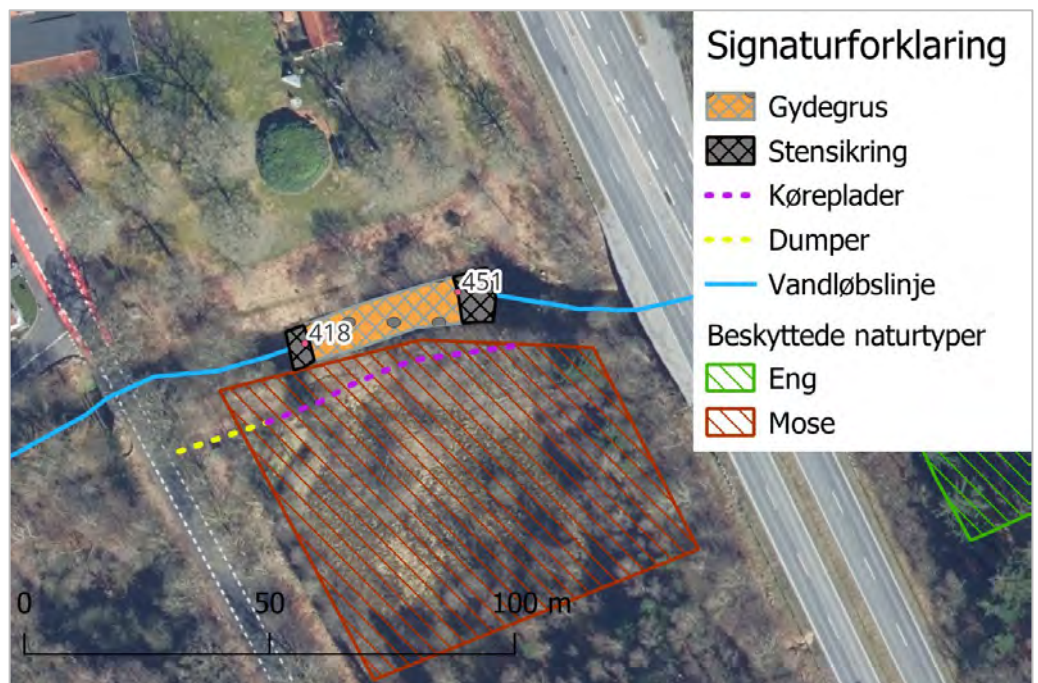 Signaturforklaring
Gydegrus
Stensikring
Køreplader
Dumper
Vandløbslinje
Beskyttede naturtyper
Eng
Mose
451
418
0 50 100 m